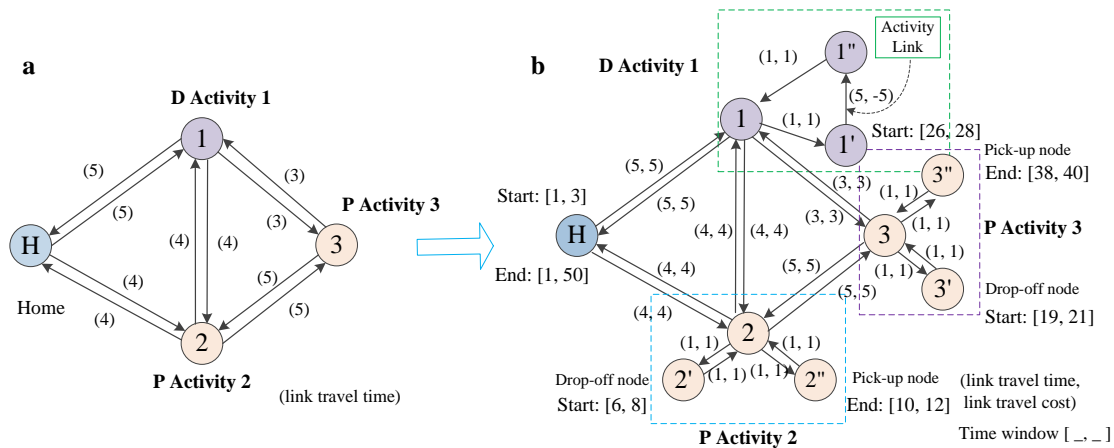 a
D Activity 1
1
(5)
(5)
(3)
(3)
P Activity 3
H
(4)
(4)
3
Home
(4)
(4)
(5)
(5)
2
P Activity 2
(link travel time)
b
D Activity 1
1"
Activity
Link
(1, 1)
(5, -5)
1
(1, 1)
1'
Start: [26, 28]
Pick-up node
3"
End: [38, 40]
(5, 5)
(5, 5)
(3, 3)
(3, 3)
(1, 1)
(1, 1)
Start: [1, 3]
H
End: [1, 50]
(4, 4)
(4, 4)
3
P Activity 3
(1, 1)
(1, 1)
3'
Drop-off node
Start: [19, 21]
(4, 4)
(4, 4)
(5, 5)
(5, 5)
2
(1, 1)
(1, 1)
(1, 1)
(1, 1)
Drop-off node
Start: [6, 8]
2'
2"
Pick-up node
End: [10, 12]
P Activity 2
(link travel time,
link travel cost)
Time window [ _, _ ]